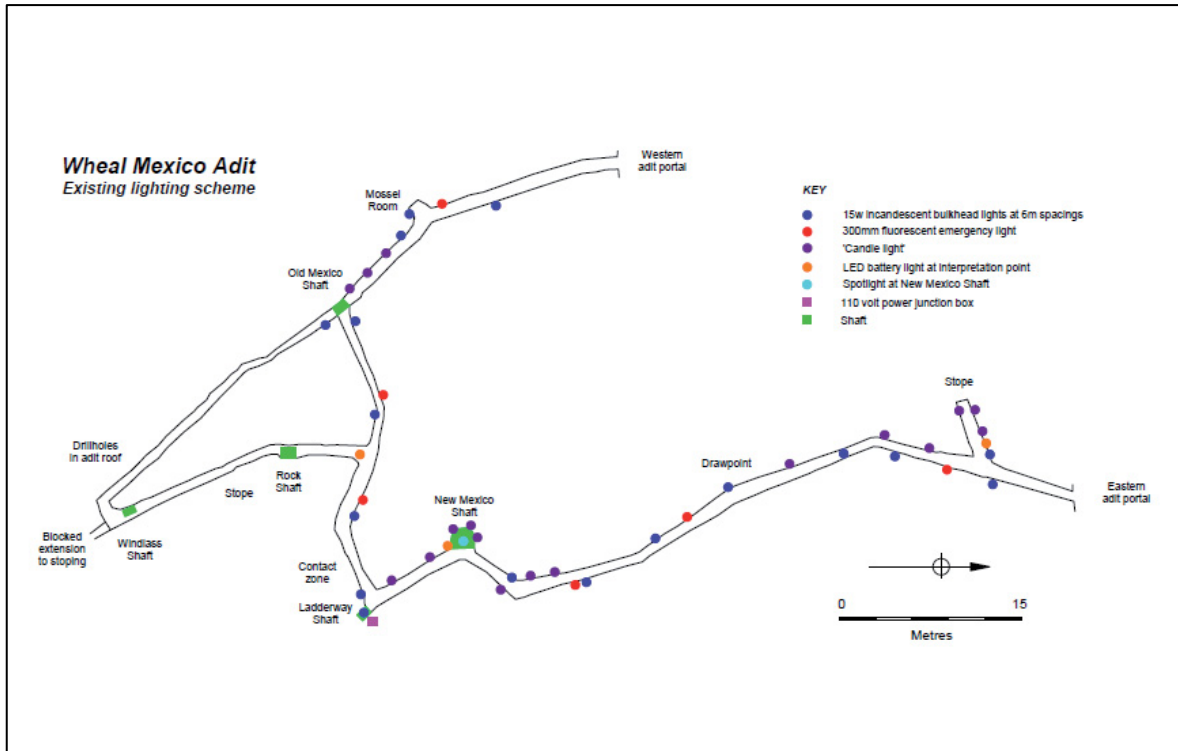 Wheal Mexico Adit
Existing lighting scheme
Western
adit portal
Mossel
Room
KEY
15w incandescent bulkhead lights at 6m spacings
300mm fluorescent emergency light
'Candle light'
LED battery light at interpretation point
Spotlight at New Mexico Shaft
110 volt power junction box
Shaft
Old Mexico
Shaft
Stope
Drillholes
in adit roof
Rock
Shaft
Stope
Drawpoint
Eastern
adit portal
New Mexico
Shaft
Blocked
extension
to stoping
Windlass
Shaft
Contact
zone
Ladderway
Shaft
0
15
Metres